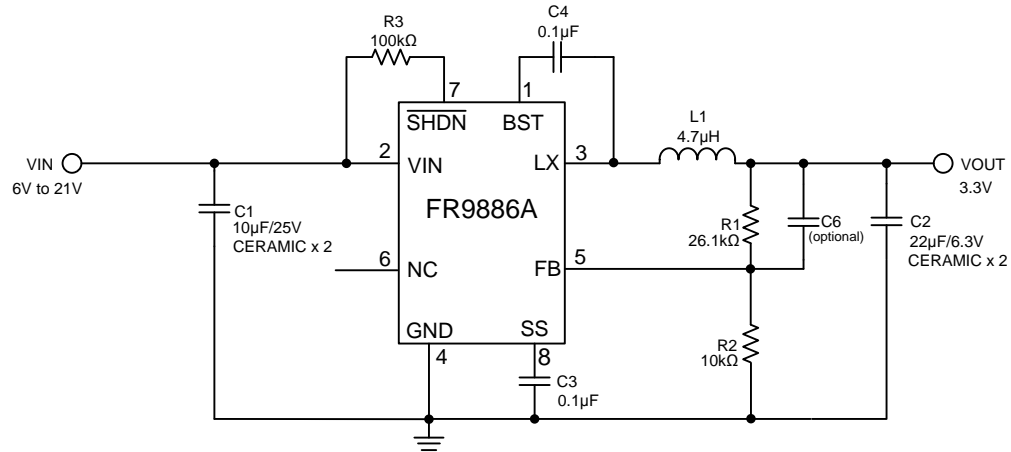 C4
0.1µF
R3
100kΩ
7
1
SHDN
BST
L1
4.7µH
VIN
6V to 21V
2
VIN
LX
3
VOUT
3.3V
FR9886A
C1
10µF/25V
CERAMIC x 2
R1
26.1kΩ
C6
(optional)
C2
22µF/6.3V
CERAMIC x 2
6
NC
FB
5
GND
SS
4
8
R2
10kΩ
C3
0.1µF